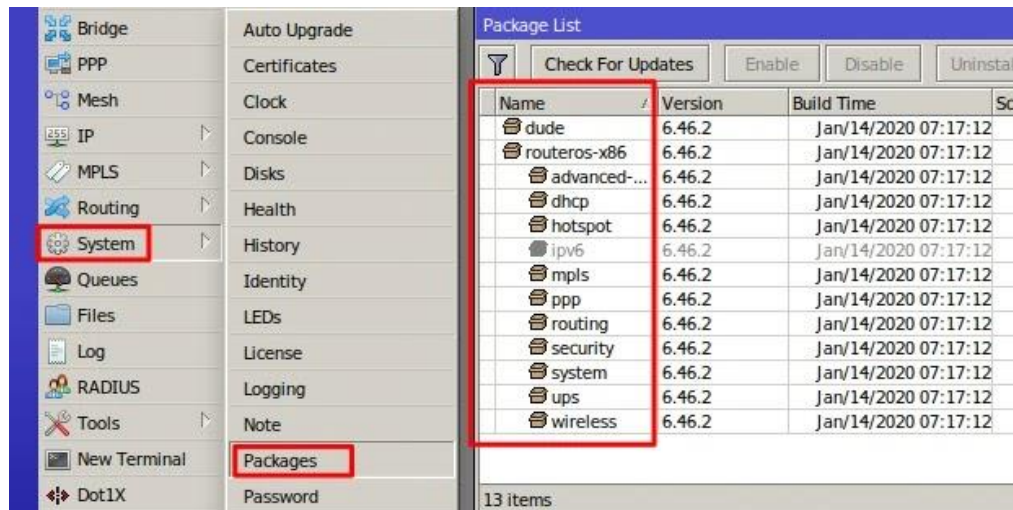 Bridge
PPP
Mesh
255 IP
MPLS
Routing
System
Queues
Files
Log
RADIUS
Tools
New Terminal
Dot1X
Auto Upgrade
Certificates
Clock
Console
Disks
Health
History
Identity
LEDs
License
Logging
Note
Packages
Password
Package List
Check For Updates Enable Disable Uninstal
Name / Version Build Time Sc
dude 6.46.2 Jan/14/2020 07:17:12
routeros-x86 6.46.2 Jan/14/2020 07:17:12
advanced-... 6.46.2 Jan/14/2020 07:17:12
dhcp 6.46.2 Jan/14/2020 07:17:12
hotspot 6.46.2 Jan/14/2020 07:17:12
ipv6 6.46.2 Jan/14/2020 07:17:12
mpls 6.46.2 Jan/14/2020 07:17:12
ppp 6.46.2 Jan/14/2020 07:17:12
routing 6.46.2 Jan/14/2020 07:17:12
security 6.46.2 Jan/14/2020 07:17:12
system 6.46.2 Jan/14/2020 07:17:12
ups 6.46.2 Jan/14/2020 07:17:12
wireless 6.46.2 Jan/14/2020 07:17:12
13 items